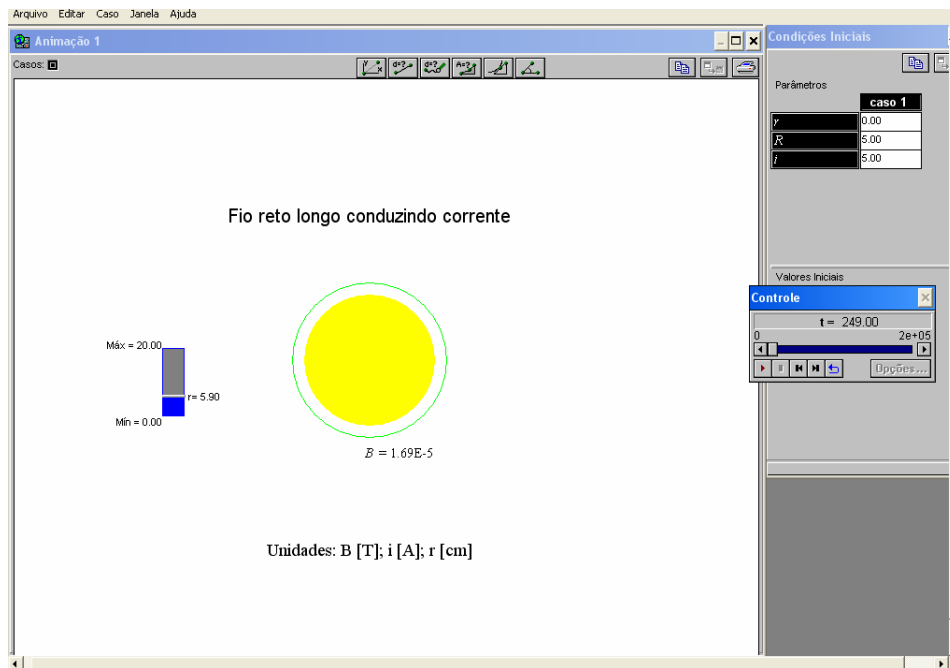 Arquivo Editar Caso Janela Ajuda
Animação 1
Casos:
Condições Iniciais
Parâmetros
caso 1
r 0.00
R 5.00
i 5.00
Fio reto longo conduzindo corrente
Valores Iniciais
Controle
t = 249.00
0 2e+05
Opções...
Máx = 20.00
r= 5.90
Mín = 0.00
B = 1.69E-5
Unidades: B [T]; i [A]; r [cm]